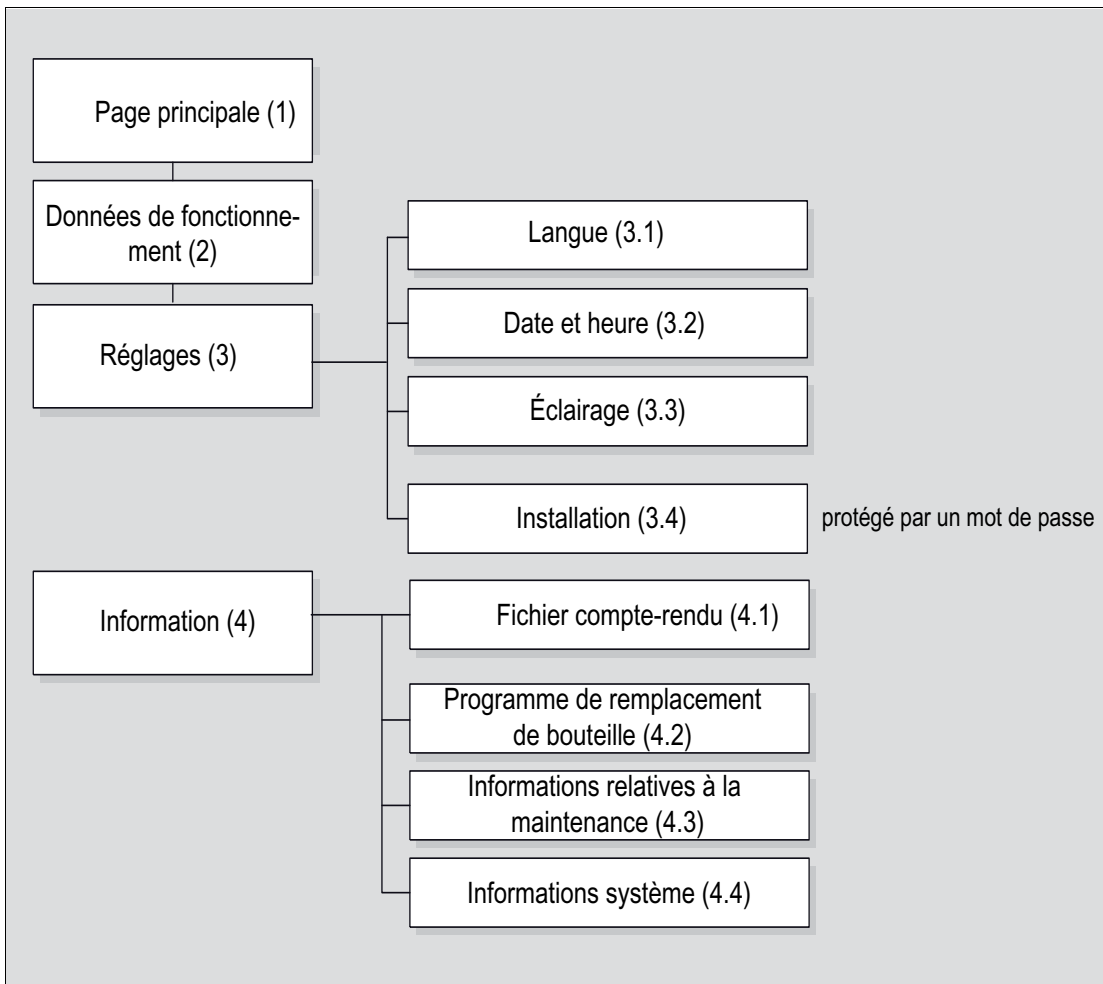 Page principale (1)
Données de fonctionne-
ment (2)
Réglages (3)
Langue (3.1)
Date et heure (3.2)
Éclairage (3.3)
Installation (3.4)
protégé par un mot de passe
Information (4)
Fichier compte-rendu (4.1)
Programme de remplacement
de bouteille (4.2)
Informations relatives à la
maintenance (4.3)
Informations système (4.4)